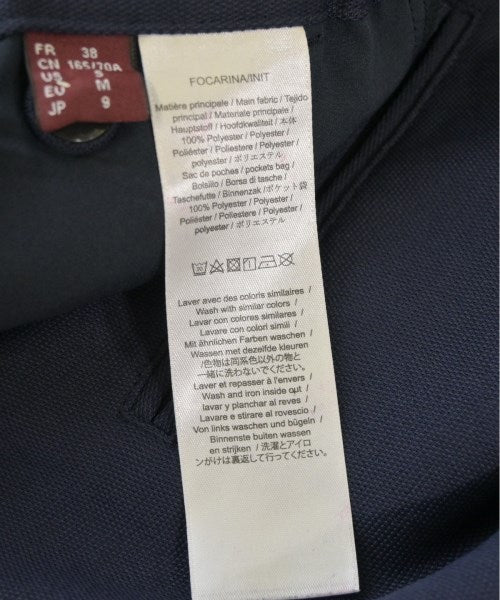 FR 38
CN 165/70A
US S
EU M
JP 9
FOCARINA/INIT
Matière principale / Main fabric / Tejido
principal / Materiale principale /
Hauptstoff / Hoofdkwaliteit / 本体
100% Polyester / Polyester /
Poliéster / Poliestere / Polyester /
polyester / ポリエステル
Sac de poches / pockets bag /
Bolsillo / Borsa di tasche /
Taschefutte / Binnenzak /ポケット袋
100% Polyester / Polyester /
Poliéster / Poliestere / Polyester /
polyester / ポリエステル
30
Laver avec des coloris similaires /
Wash with similar colors /
Lavar con colores similares /
Lavare con colori simili /
Mit ähnlichen Farben waschen /
Wassen met dezelfde kleuren
/色物は同系色以外の物と
一緒に洗わないでください。
Laver et repasser à l'envers /
Wash and iron inside out /
lavar y planchar al reves /
Lavare e stirare al rovescio /
Von links waschen und bügeln /
Binnenste buiten wassen
en strijken / 洗濯とアイロ
ンがけは裏返して行ってください。